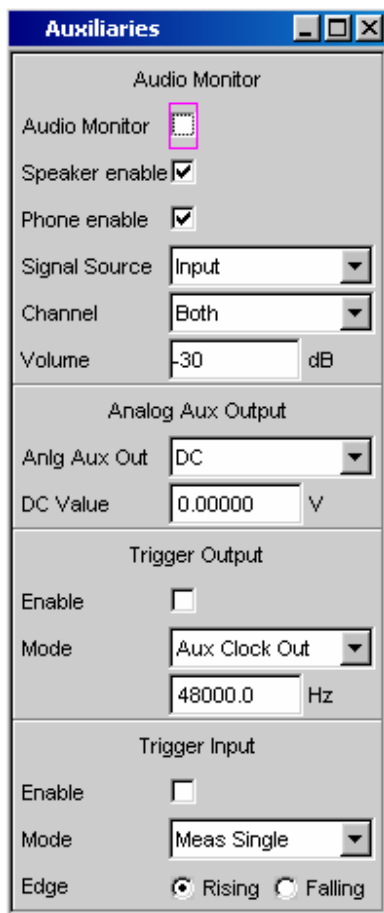 Auxiliaries
Audio Monitor
Audio Monitor
Speaker enable
Phone enable
Signal Source Input
Channel Both
Volume -30 dB
Analog Aux Output
Anlg Aux Out DC
DC Value 0.00000 V
Trigger Output
Enable
Mode Aux Clock Out
48000.0 Hz
Trigger Input
Enable
Mode Meas Single
Edge Rising Falling